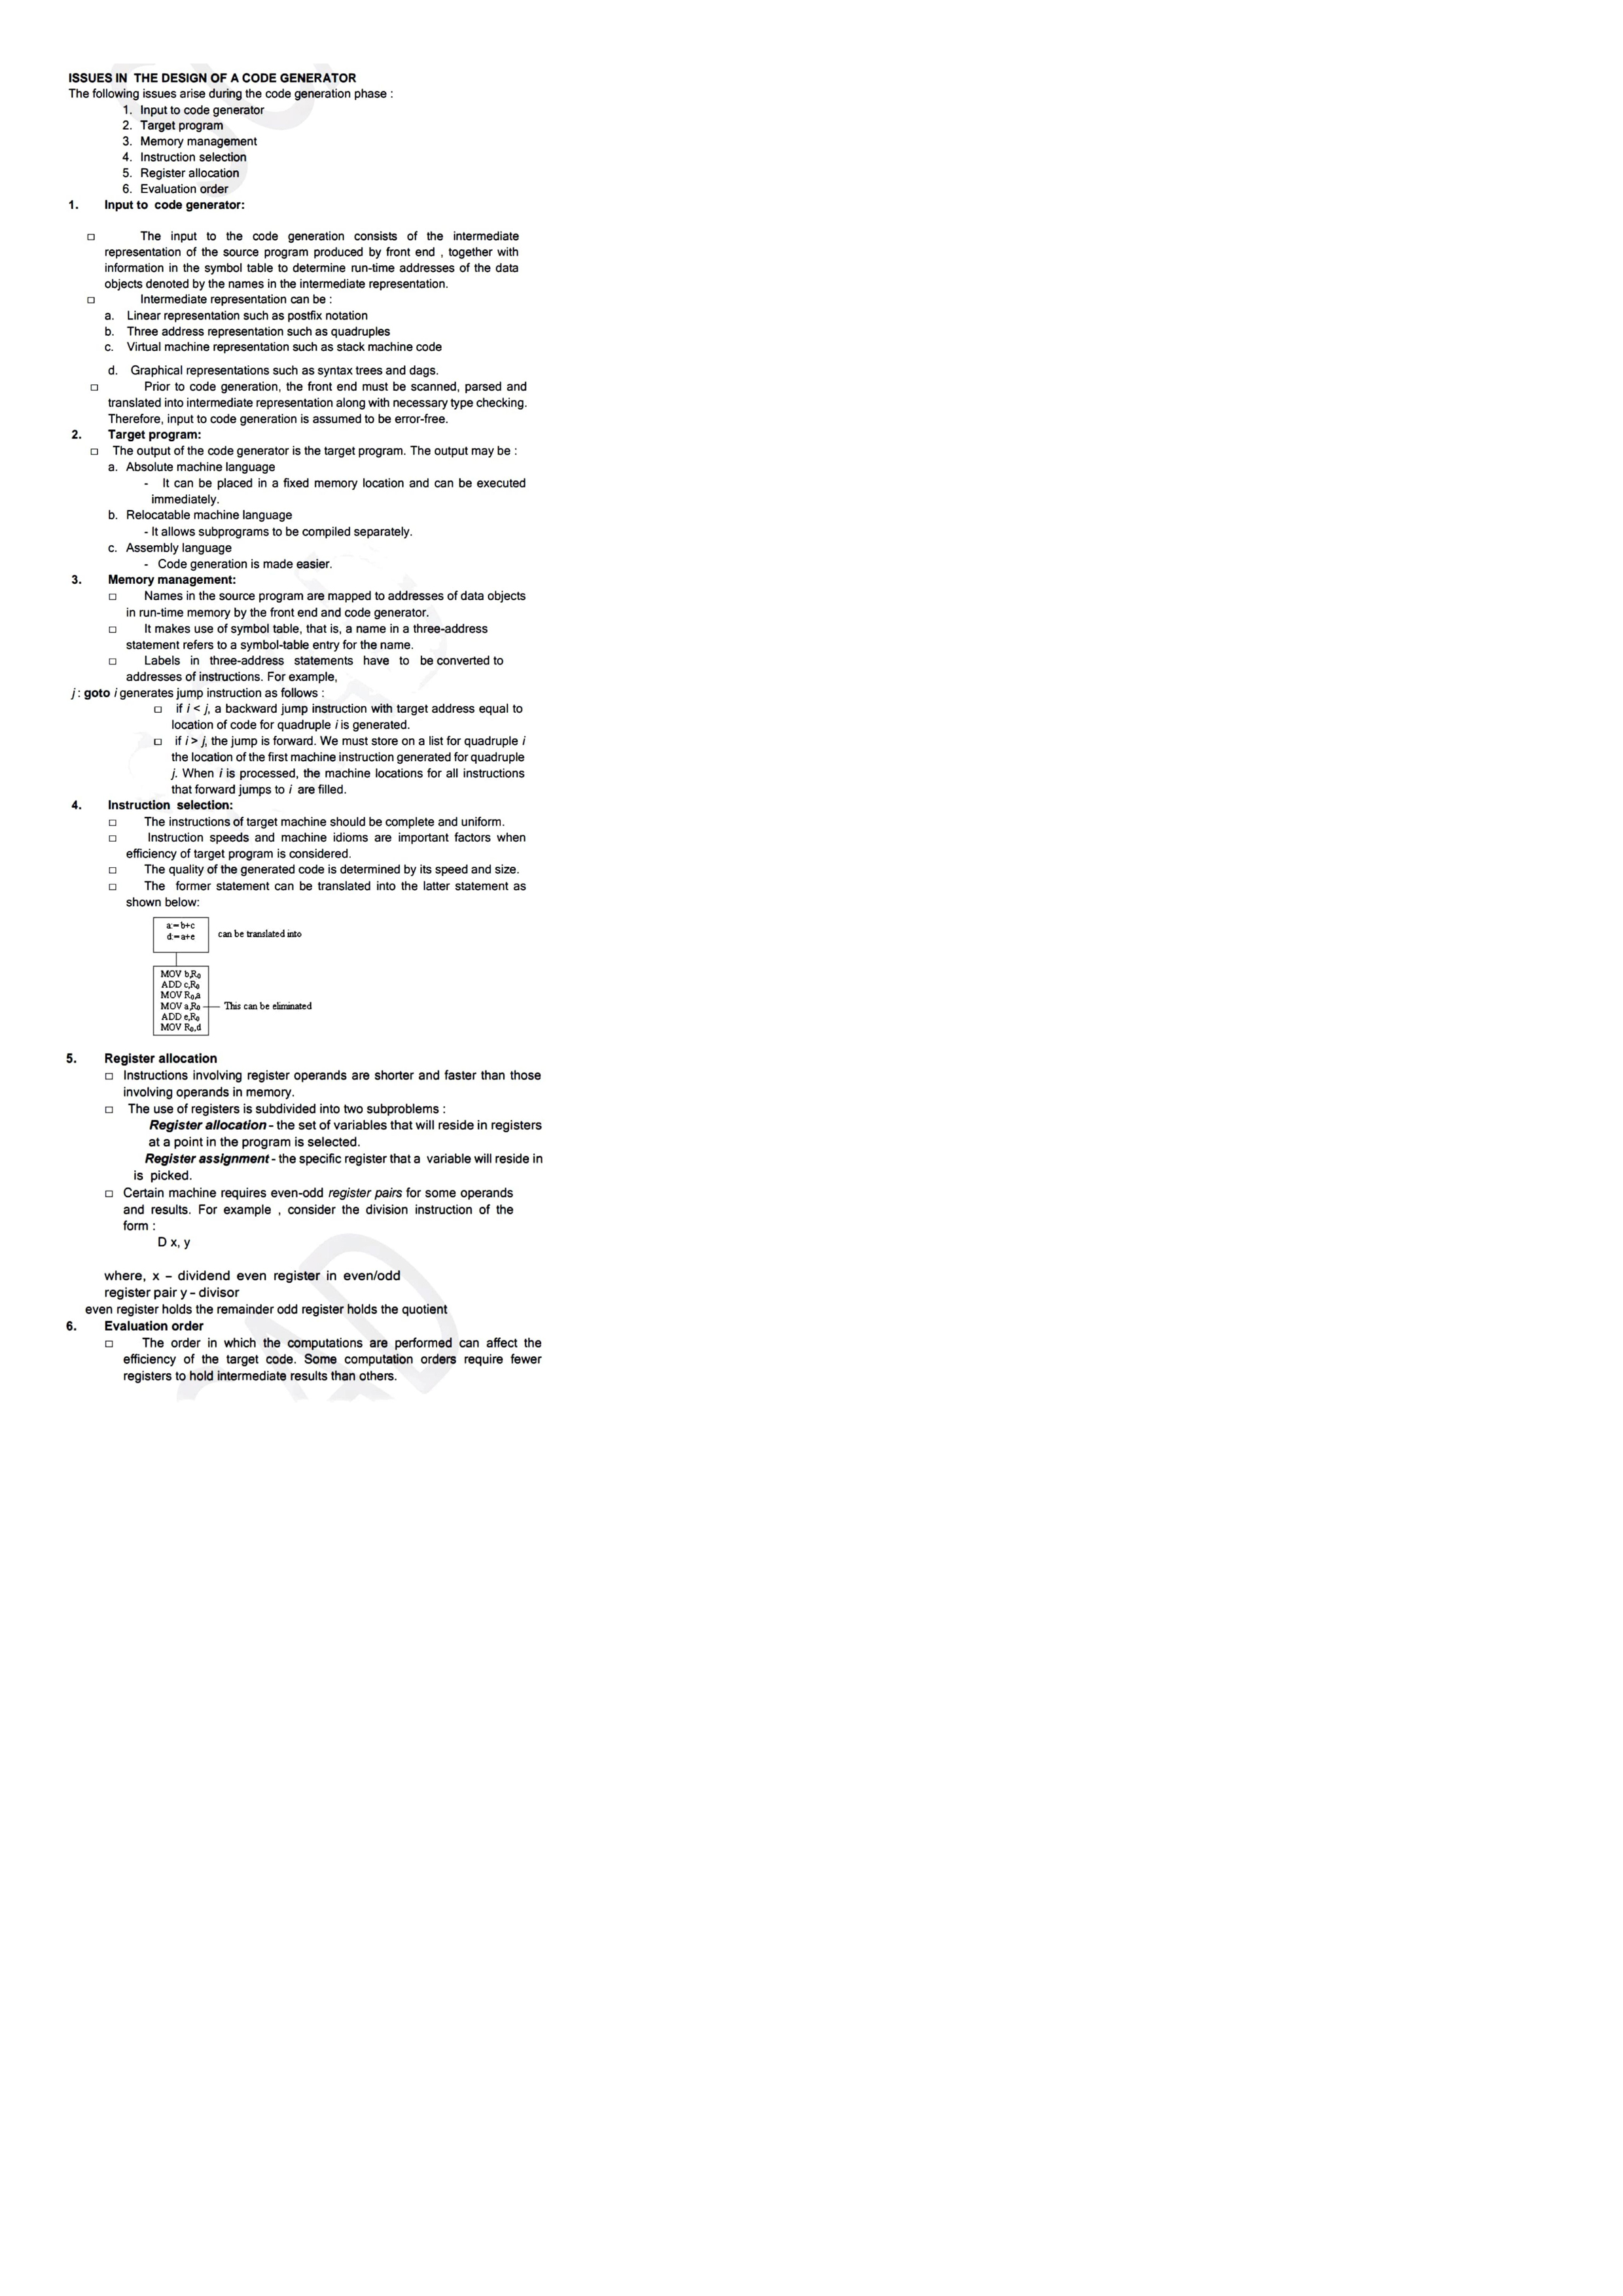 ISSUES IN THE DESIGN OF A CODE GENERATOR
The following issues arise during the code generation phase :
1. Input to code generator
2. Target program
3. Memory management
4. Instruction selection
5. Register allocation
6. Evaluation order
1. Input to code generator:
□ The input to the code generation consists of the intermediate
representation of the source program produced by front end , together with
information in the symbol table to determine run-time addresses of the data
objects denoted by the names in the intermediate representation.
□ Intermediate representation can be :
a. Linear representation such as postfix notation
b. Three address representation such as quadruples
c. Virtual machine representation such as stack machine code
d. Graphical representations such as syntax trees and dags.
□ Prior to code generation, the front end must be scanned, parsed and
translated into intermediate representation along with necessary type checking.
Therefore, input to code generation is assumed to be error-free.
2. Target program:
□ The output of the code generator is the target program. The output may be :
a. Absolute machine language
- It can be placed in a fixed memory location and can be executed
immediately.
b. Relocatable machine language
- It allows subprograms to be compiled separately.
c. Assembly language
- Code generation is made easier.
3. Memory management:
□ Names in the source program are mapped to addresses of data objects
in run-time memory by the front end and code generator.
□ It makes use of symbol table, that is, a name in a three-address
statement refers to a symbol-table entry for the name.
□ Labels in three-address statements have to be converted to
addresses of instructions. For example,
j : goto i generates jump instruction as follows :
□ if i < j, a backward jump instruction with target address equal to
location of code for quadruple i is generated.
□ if i > j, the jump is forward. We must store on a list for quadruple i
the location of the first machine instruction generated for quadruple
j. When i is processed, the machine locations for all instructions
that forward jumps to i are filled.
4. Instruction selection:
□ The instructions of target machine should be complete and uniform.
□ Instruction speeds and machine idioms are important factors when
efficiency of target program is considered.
□ The quality of the generated code is determined by its speed and size.
□ The former statement can be translated into the latter statement as
shown below:
a:=b+c
d:=a+e can be translated into
MOV b,R₀
ADD c,R₀
MOV R₀,a
MOV a,R₀ This can be eliminated
ADD e,R₀
MOV R₀,d
5. Register allocation
□ Instructions involving register operands are shorter and faster than those
involving operands in memory.
□ The use of registers is subdivided into two subproblems :
Register allocation - the set of variables that will reside in registers
at a point in the program is selected.
Register assignment - the specific register that a variable will reside in
is picked.
□ Certain machine requires even-odd register pairs for some operands
and results. For example , consider the division instruction of the
form :
D x, y
where, x – dividend even register in even/odd
register pair y – divisor
even register holds the remainder odd register holds the quotient
6. Evaluation order
□ The order in which the computations are performed can affect the
efficiency of the target code. Some computation orders require fewer
registers to hold intermediate results than others.